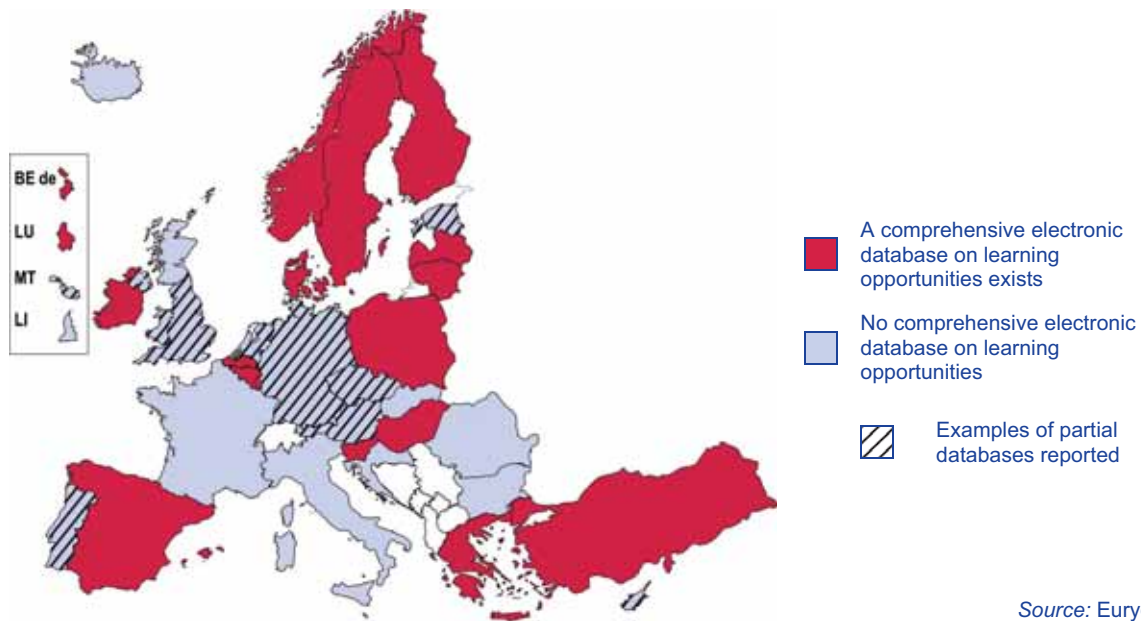 BE de
LU
MT
LI
A comprehensive electronic
database on learning
opportunities exists
No comprehensive electronic
database on learning
opportunities
Examples of partial
databases reported
Source: Eury